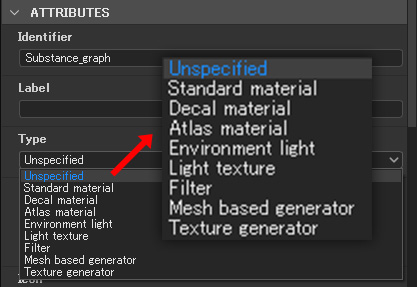 ATTRIBUTES
Identifier
Substance_graph
Label
Type
Unspecified
Unspecified
Standard material
Decal material
Atlas material
Environment light
Light texture
Filter
Mesh based generator
Texture generator
Unspecified
Standard material
Decal material
Atlas material
Environment light
Light texture
Filter
Mesh based generator
Texture generator